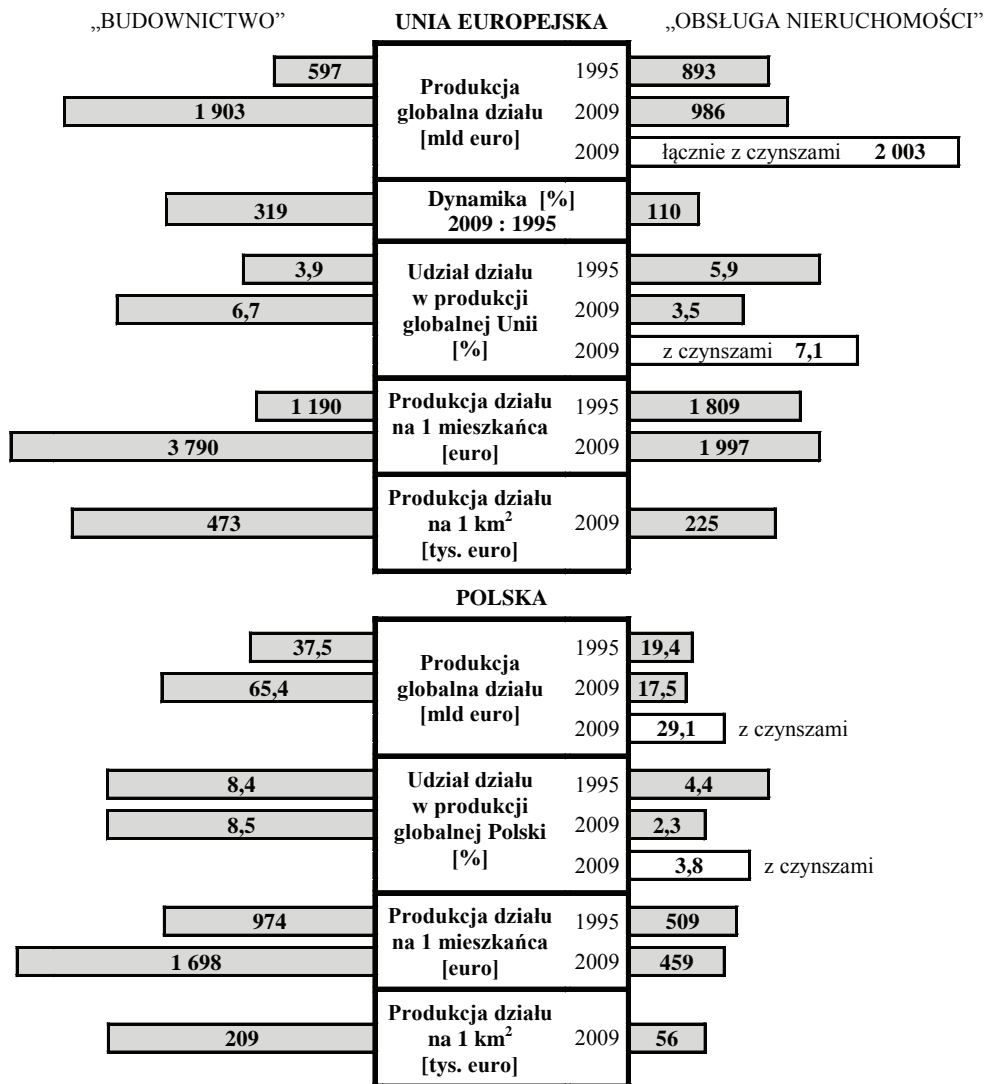 „BUDOWNICTWO” UNIA EUROPEJSKA „OBSŁUGA NIERUCHOMOŚCI”
597 Produkcja 1995 893
1 903 globalna działu 2009 986
[mld euro] 2009 łącznie z czynszami 2 003
319 Dynamika [%] 110
2009 : 1995
3,9 Udział działu 1995 5,9
w produkcji
6,7 globalnej Unii 2009 3,5
[%] 2009 z czynszami 7,1
1 190 Produkcja działu 1995 1 809
na 1 mieszkańca
3 790 [euro] 2009 1 997
Produkcja działu
473 na 1 km² 2009 225
[tys. euro]
POLSKA
37,5 Produkcja 1995 19,4
65,4 globalna działu 2009 17,5
[mld euro] 2009 29,1 z czynszami
8,4 Udział działu 1995 4,4
w produkcji
8,5 globalnej Polski 2009 2,3
[%] 2009 3,8 z czynszami
974 Produkcja działu 1995 509
na 1 mieszkańca
1 698 [euro] 2009 459
Produkcja działu
209 na 1 km² 2009 56
[tys. euro]